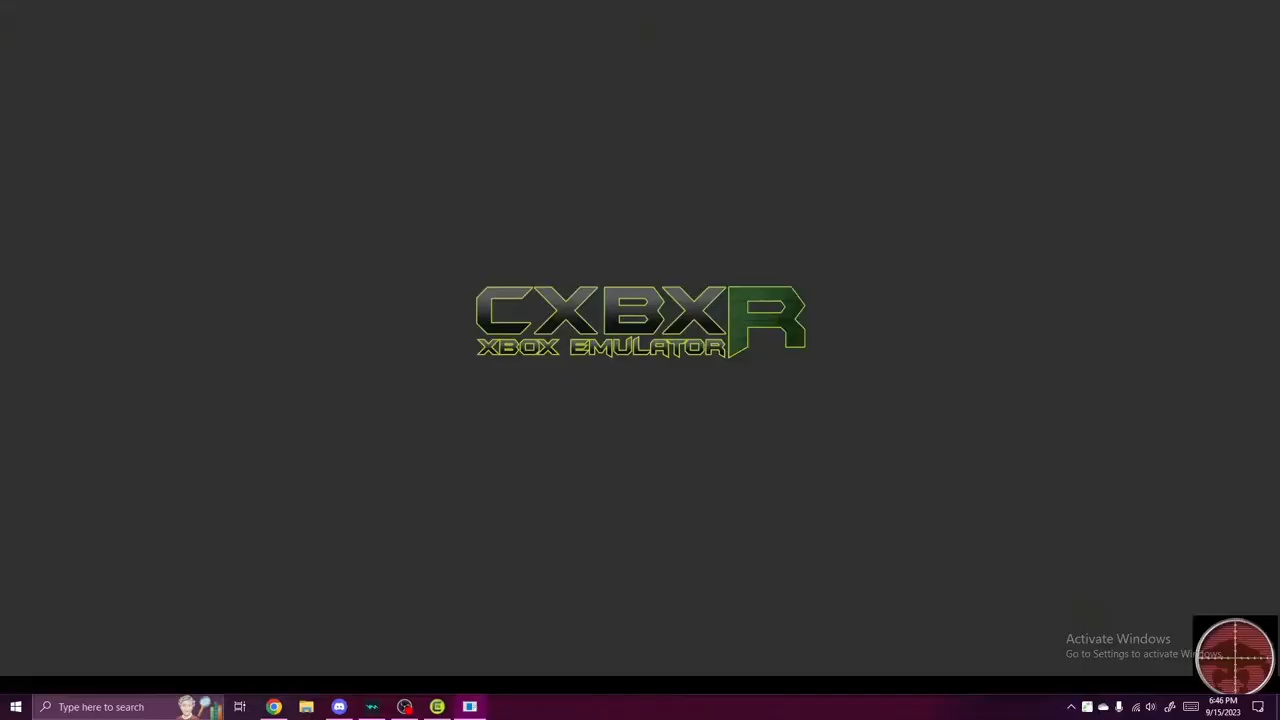 CXBXR
XBOX EMULATOR
Activate Windows
Go to Settings to activate Windows.
Type here to search
6:46 PM
9/15/2023